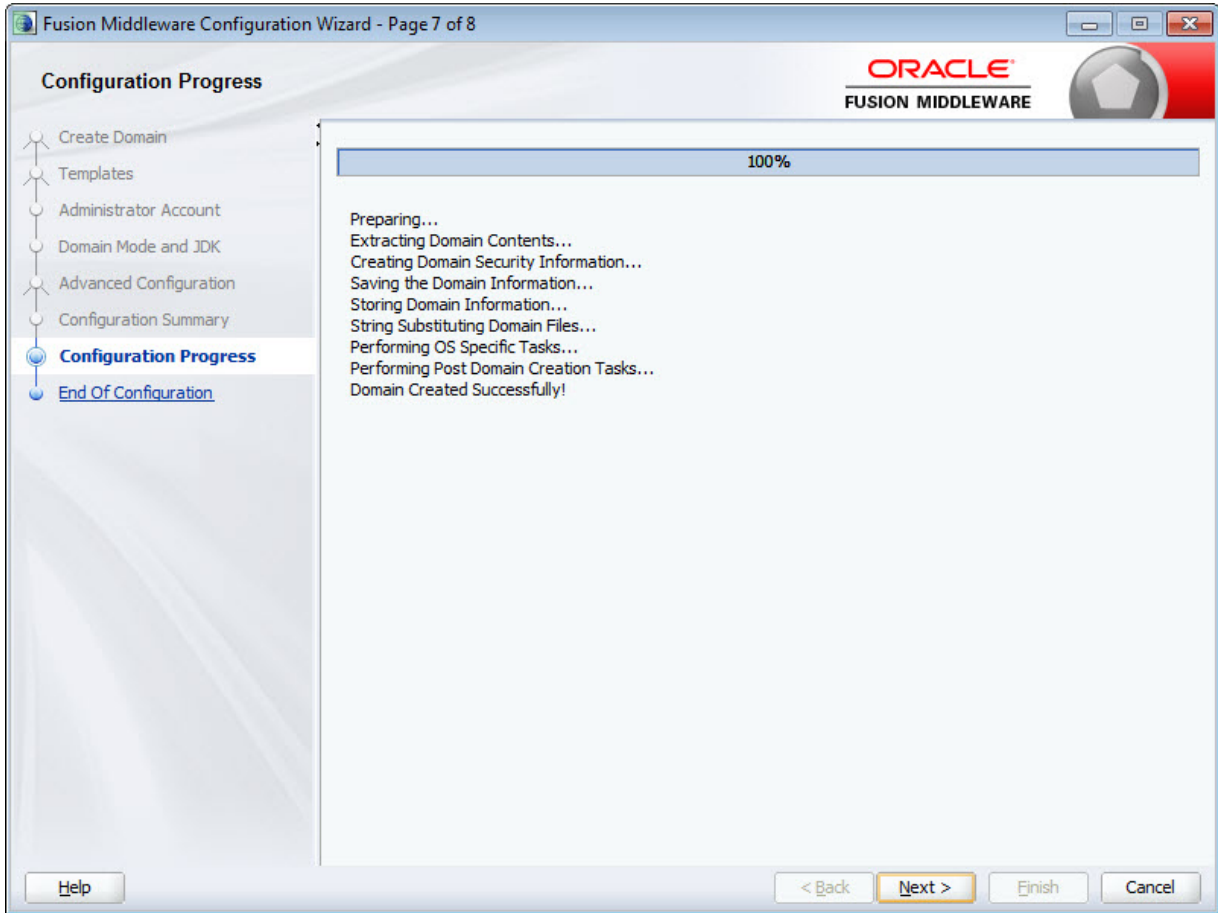 Fusion Middleware Configuration Wizard - Page 7 of 8
Configuration Progress
ORACLE
FUSION MIDDLEWARE
Create Domain
Templates
Administrator Account
Domain Mode and JDK
Advanced Configuration
Configuration Summary
Configuration Progress
End Of Configuration
100%
Preparing...
Extracting Domain Contents...
Creating Domain Security Information...
Saving the Domain Information...
Storing Domain Information...
String Substituting Domain Files...
Performing OS Specific Tasks...
Performing Post Domain Creation Tasks...
Domain Created Successfully!
Help
< Back
Next >
Finish
Cancel